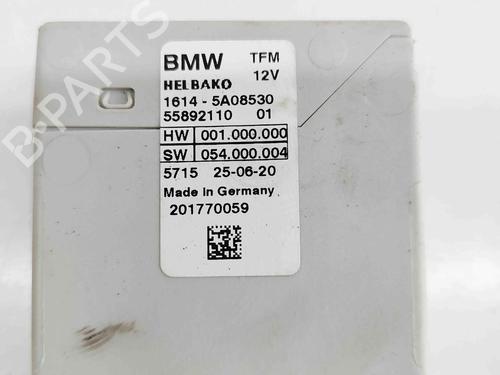 B-PARTS
BMW TFM
12V
HELBAKO
1614 - 5A08530
55892110 01
HW 001.000.000
SW 054.000.004
5715 25-06-20
Made In Germany
201770059